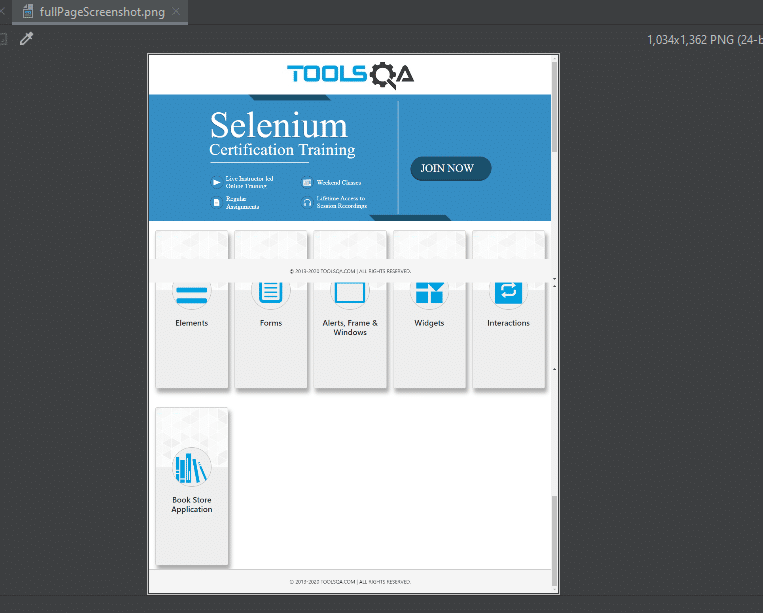 fullPageScreenshot.png
1,034x1,362 PNG (24-b
TOOLSQA
Selenium
Certification Training
JOIN NOW
Live Instructor led
Online Training
Weekend Classes
Regular
Assignments
Lifetime Access to
Session Recordings
© 2013-2020 TOOLSQA.COM | ALL RIGHTS RESERVED.
Elements
Forms
Alerts, Frame &
Windows
Widgets
Interactions
Book Store
Application
© 2013-2020 TOOLSQA.COM | ALL RIGHTS RESERVED.